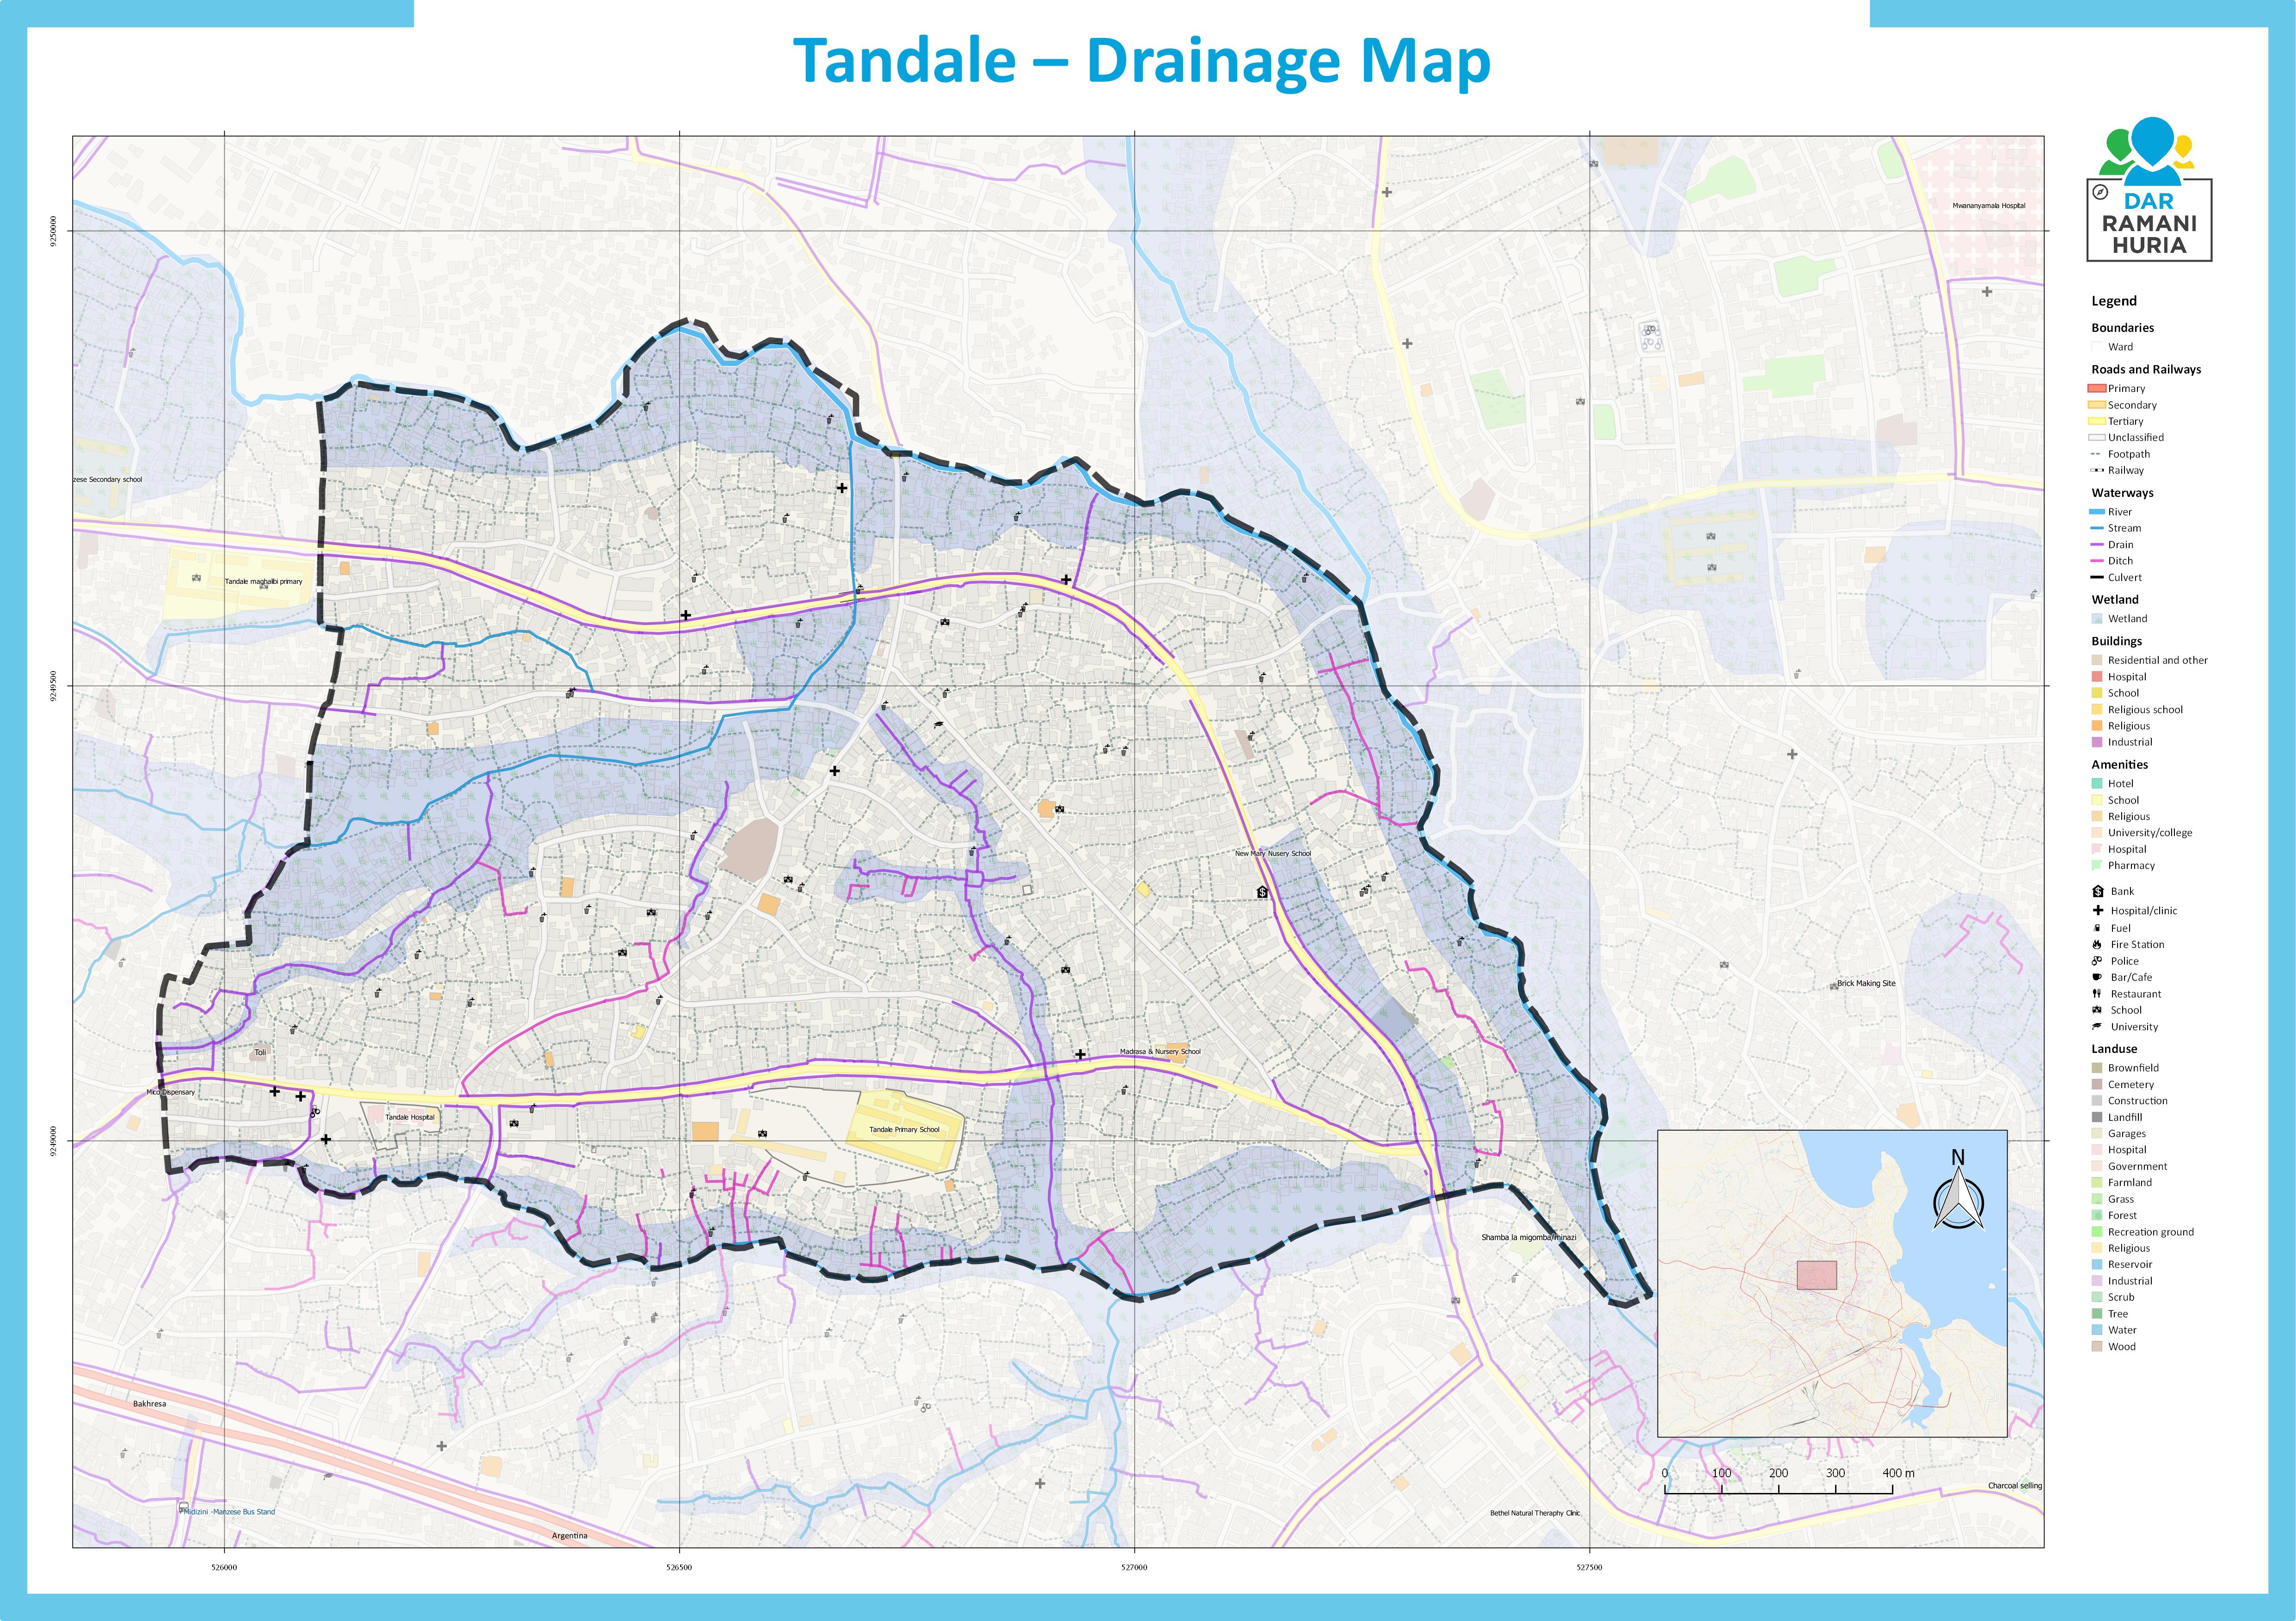 Tandale – Drainage Map
DAR
RAMANI
HURIA
Legend
Boundaries
Ward
Roads and Railways
Primary
Secondary
Tertiary
Unclassified
Footpath
Railway
Waterways
River
Stream
Drain
Ditch
Culvert
Wetland
Wetland
Buildings
Residential and other
Hospital
School
Religious school
Religious
Industrial
Amenities
Hotel
School
Religious
University/college
Hospital
Pharmacy
Bank
Hospital/clinic
Fuel
Fire Station
Police
Bar/Cafe
Restaurant
School
University
Landuse
Brownfield
Cemetery
Construction
Landfill
Garages
Hospital
Government
Farmland
Grass
Forest
Recreation ground
Religious
Reservoir
Industrial
Scrub
Tree
Water
Wood
Mwananyamala Hospital
zese Secondary school
Tandale maghalbi primary
New Mary Nusery School
Brick Making Site
Toli
Madrasa & Nursery School
Mico Dispensary
Tandale Hospital
Tandale Primary School
Shamba la migomba/minazi
Bakhresa
Midizini -Manzese Bus Stand
Argentina
Bethel Natural Theraphy Clinic
Charcoal selling
N
0 100 200 300 400 m
9250000
9249500
9249000
526000 526500 527000 527500